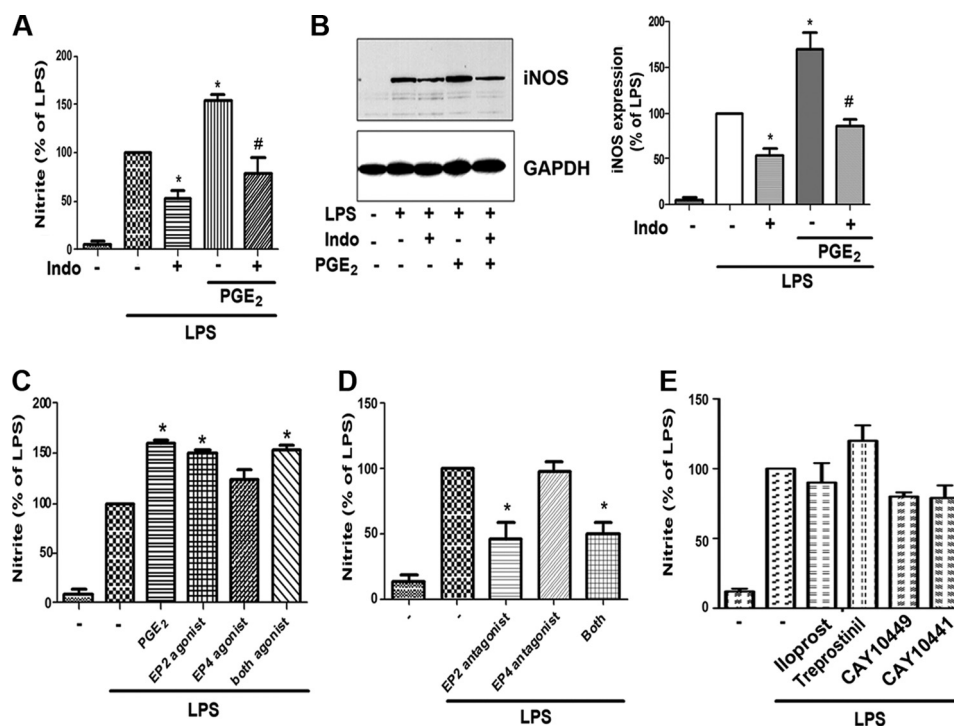 A
Nitrite (% of LPS)
200
150
100
50
0
*
*
#
Indo - - + - +
PGE2
LPS
B
iNOS
GAPDH
LPS - + + + +
Indo - - + - +
PGE2 - - - + +
iNOS expression
(% of LPS)
200
150
100
50
0
*
*
#
Indo - - + - +
PGE2
LPS
C
Nitrite (% of LPS)
200
150
100
50
0
* * *
- - PGE2 EP2 agonist EP4 agonist both agonist
LPS
D
Nitrite (% of LPS)
150
100
50
0
* *
- - EP2 antagonist EP4 antagonist Both
LPS
E
Nitrite (% of LPS)
150
100
50
0
- - Iloprost Treprostinil CAY10449 CAY10441
LPS